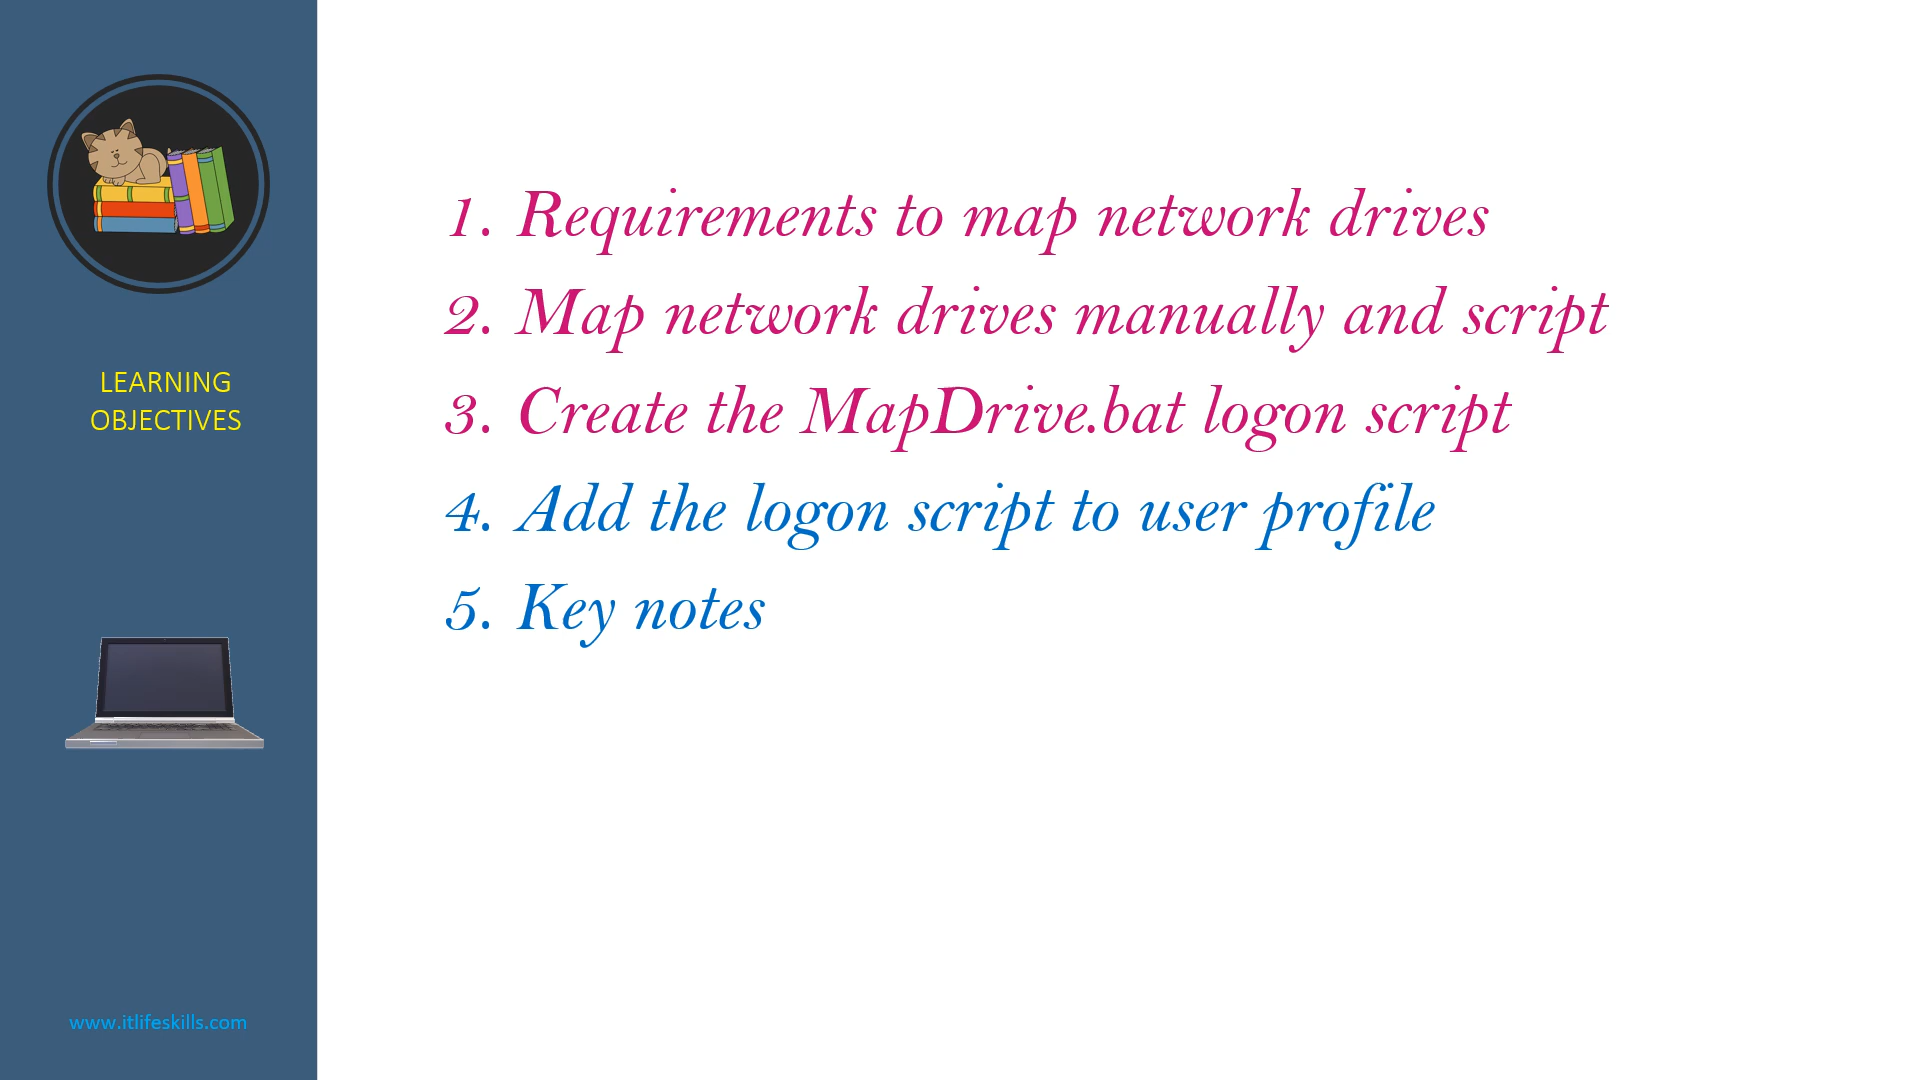 LEARNING
OBJECTIVES
www.itlifeskills.com
1. Requirements to map network drives
2. Map network drives manually and script
3. Create the MapDrive.bat logon script
4. Add the logon script to user profile
5. Key notes